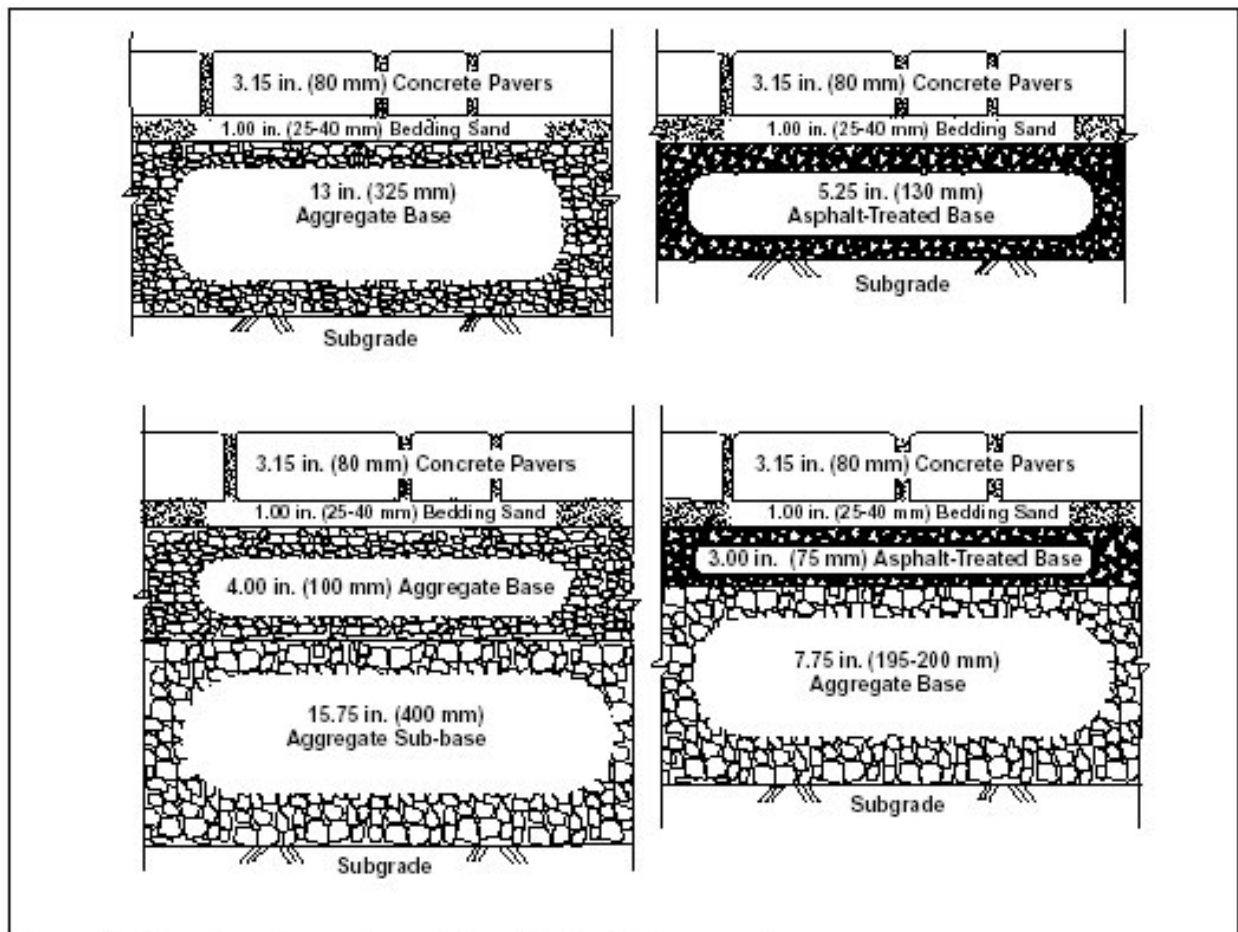 3.15 in. (80 mm) Concrete Pavers
1.00 in. (25-40 mm) Bedding Sand
13 in. (325 mm)
Aggregate Base
Subgrade
3.15 in. (80 mm) Concrete Pavers
1.00 in. (25-40 mm) Bedding Sand
5.25 in. (130 mm)
Asphalt-Treated Base
Subgrade
3.15 in. (80 mm) Concrete Pavers
1.00 in. (25-40 mm) Bedding Sand
4.00 in. (100 mm) Aggregate Base
15.75 in. (400 mm)
Aggregate Sub-base
Subgrade
3.15 in. (80 mm) Concrete Pavers
1.00 in. (25-40 mm) Bedding Sand
3.00 in. (75 mm) Asphalt-Treated Base
7.75 in. (195-200 mm)
Aggregate Base
Subgrade